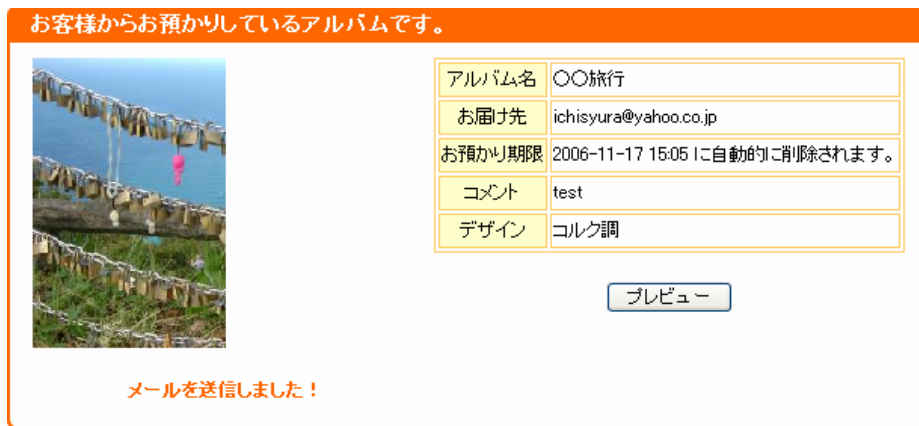 お客様からお預かりしているアルバムです。
アルバム名 〇〇旅行
お届け先 ichisyura@yahoo.co.jp
お預かり期限 2006-11-17 15:05 に自動的に削除されます。
コメント test
デザイン コルク調
プレビュー
メールを送信しました！